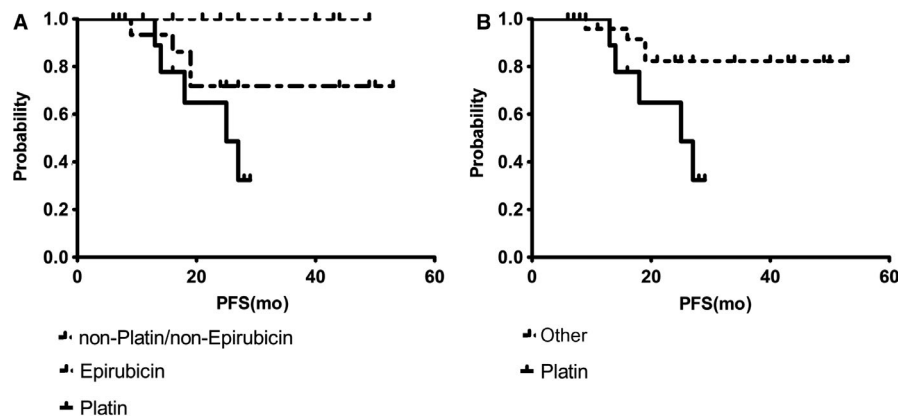 A
B
Probability
1.0
0.8
0.6
0.4
0.2
0.0
0
20
40
60
PFS(mo)
non-Platin/non-Epirubicin
Epirubicin
Platin
Probability
1.0
0.8
0.6
0.4
0.2
0.0
0
20
40
60
PFS(mo)
Other
Platin